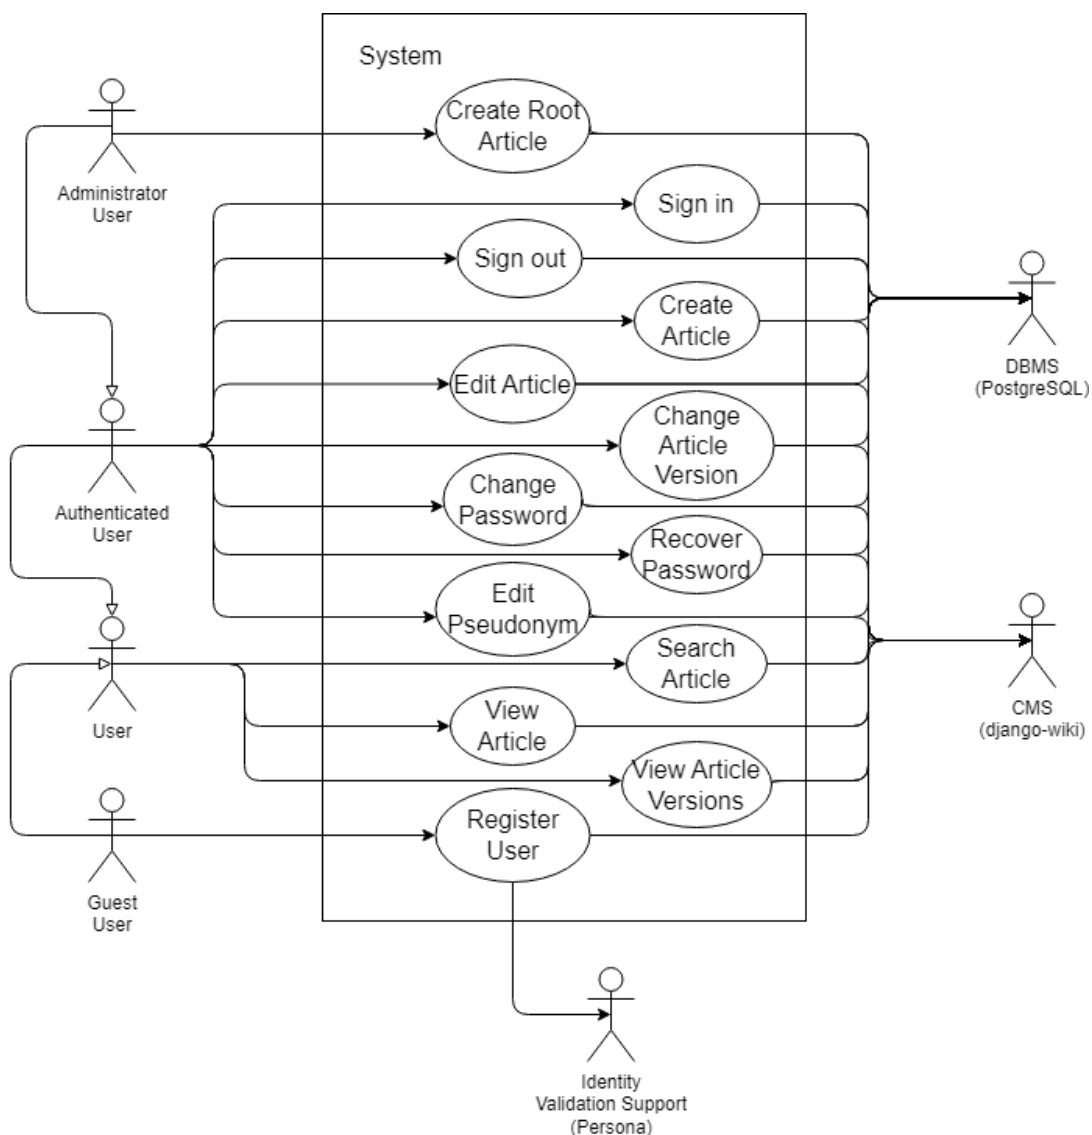 System
Create Root
Article
Administrator
User
Sign in
Sign out
Create
Article
DBMS
(PostgreSQL)
Edit Article
Change
Article
Version
Authenticated
User
Change
Password
Recover
Password
Edit
Pseudonym
Search
Article
User
View
Article
CMS
(django-wiki)
View Article
Versions
Register
User
Guest
User
Identity
Validation Support
(Persona)